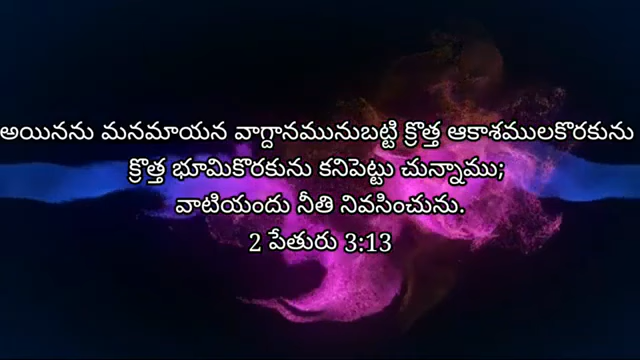 అయినను మనమాయన వాగ్దానమునుబట్టి క్రొత్త ఆకాశములకొరకును
క్రొత్త భూమికొరకును కనిపెట్టు చున్నాము;
వాటియందు నీతి నివసించును.
2 పేతురు 3:13